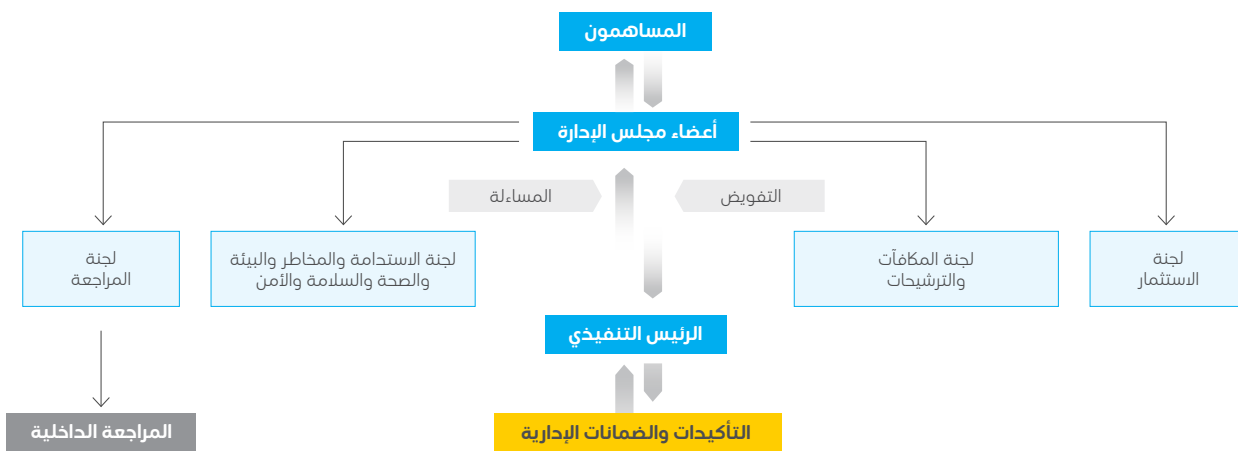 المساهمون
أعضاء مجلس الإدارة
التفويض
المساءلة
لجنة
الاستثمار
لجنة المكافآت
والترشيحات
لجنة الاستدامة والمخاطر والبيئة
والصحة والسلامة والأمن
لجنة
المراجعة
الرئيس التنفيذي
التأكيدات والضمانات الإدارية
المراجعة الداخلية